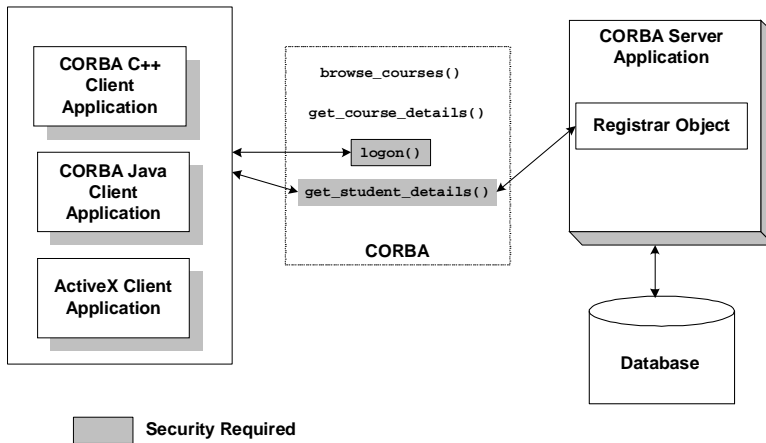 CORBA C++
Client
Application
CORBA Java
Client
Application
ActiveX Client
Application
browse_courses()
get_course_details()
logon()
get_student_details()
CORBA
CORBA Server
Application
Registrar Object
Database
Security Required